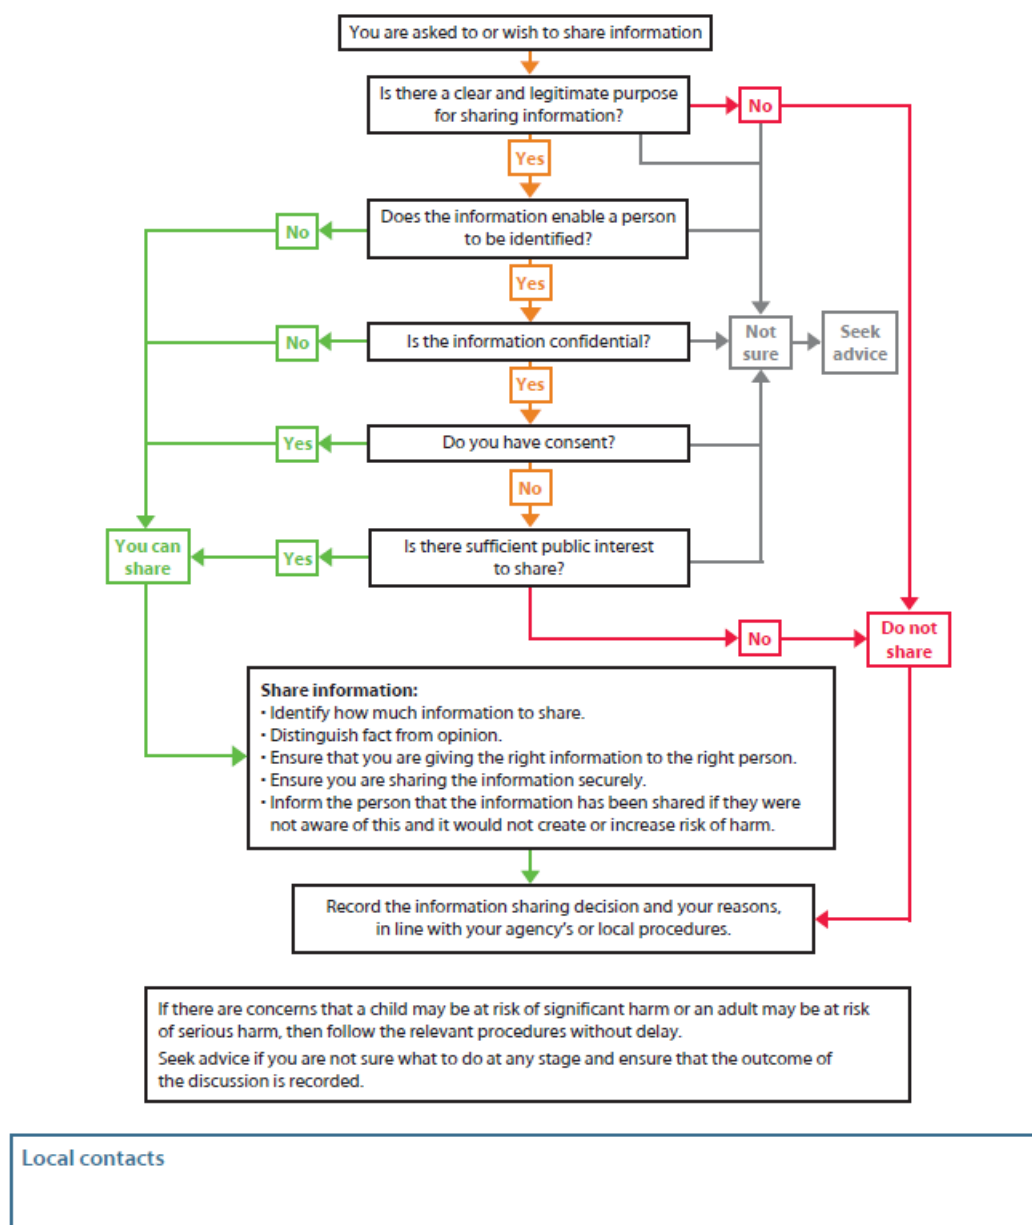 You are asked to or wish to share information
Is there a clear and legitimate purpose
for sharing information?
No
Yes
Does the information enable a person
to be identified?
No
Yes
Is the information confidential?
No
Not
sure
Seek
advice
Yes
Do you have consent?
Yes
No
Is there sufficient public interest
to share?
Yes
You can
share
No
Do not
share
Share information:
• Identify how much information to share.
• Distinguish fact from opinion.
• Ensure that you are giving the right information to the right person.
• Ensure you are sharing the information securely.
• Inform the person that the information has been shared if they were
not aware of this and it would not create or increase risk of harm.
Record the information sharing decision and your reasons,
in line with your agency's or local procedures.
If there are concerns that a child may be at risk of significant harm or an adult may be at risk
of serious harm, then follow the relevant procedures without delay.
Seek advice if you are not sure what to do at any stage and ensure that the outcome of
the discussion is recorded.
Local contacts